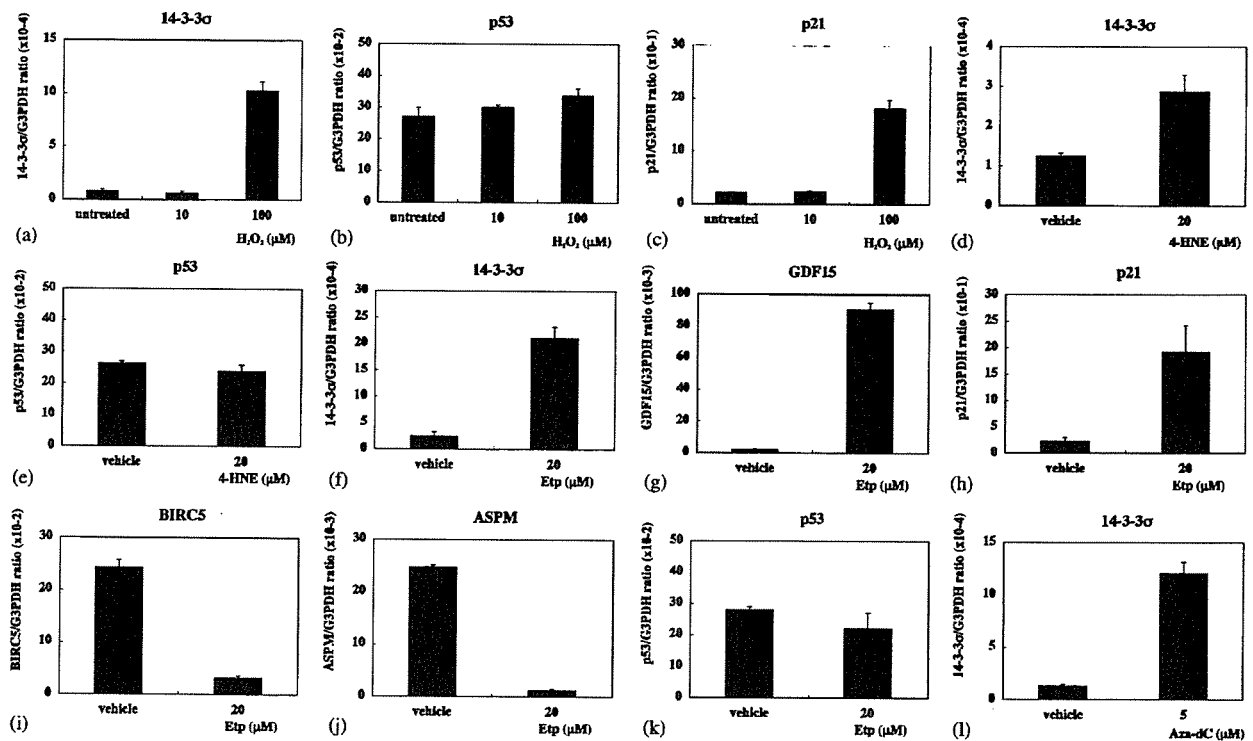 14-3-3σ
14-3-3σ/G3PDH ratio (x10-4)
15
10
5
0
untreated
10
100
H₂O₂ (μM)
(a)
p53
p53/G3PDH ratio (x10-2)
50
40
30
20
10
0
untreated
10
100
H₂O₂ (μM)
(b)
p21
p21/G3PDH ratio (x10-1)
30
20
10
0
untreated
10
100
H₂O₂ (μM)
(c)
14-3-3σ
14-3-3σ/G3PDH ratio (x10-4)
4
3
2
1
0
vehicle
20
4-HNE (μM)
(d)
p53
p53/G3PDH ratio (x10-2)
50
40
30
20
10
0
vehicle
20
4-HNE (μM)
(e)
14-3-3σ
14-3-3σ/G3PDH ratio (x10-4)
30
25
20
15
10
5
0
vehicle
20
Etp (μM)
(f)
GDF15
GDF15/G3PDH ratio (x10-3)
100
80
60
40
20
0
vehicle
20
Etp (μM)
(g)
p21
p21/G3PDH ratio (x10-1)
30
25
20
15
10
5
0
vehicle
20
Etp (μM)
(h)
BIRC5
BIRC5/G3PDH ratio (x10-2)
30
20
10
0
vehicle
20
Etp (μM)
(i)
ASPM
ASPM/G3PDH ratio (x10-3)
30
20
10
0
vehicle
20
Etp (μM)
(j)
p53
p53/G3PDH ratio (x10-2)
50
40
30
20
10
0
vehicle
20
Etp (μM)
(k)
14-3-3σ
14-3-3σ/G3PDH ratio (x10-4)
15
10
5
0
vehicle
5
Aza-dC (μM)
(l)